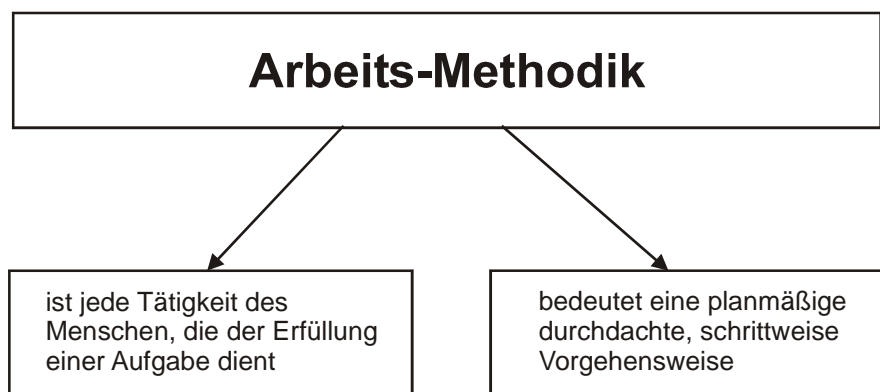 Arbeits-Methodik
ist jede Tätigkeit des
Menschen, die der Erfüllung
einer Aufgabe dient
bedeutet eine planmäßige
durchdachte, schrittweise
Vorgehensweise